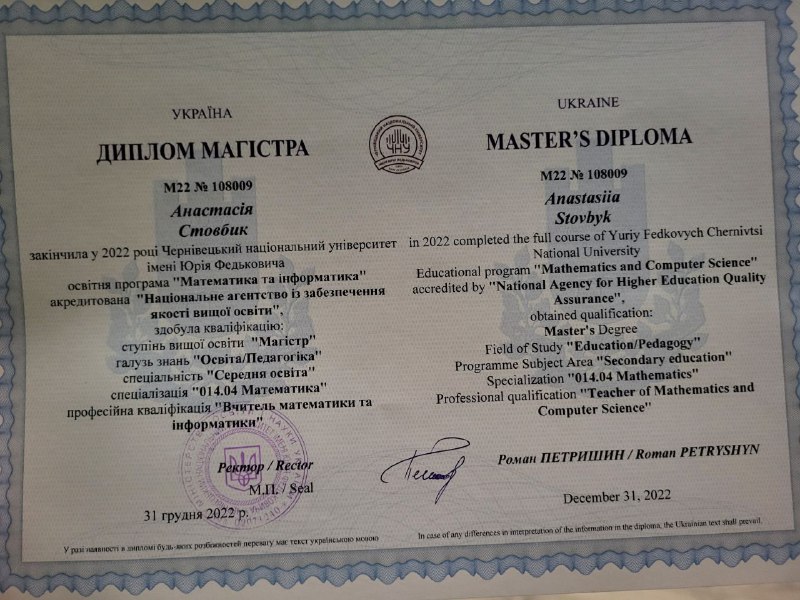 УКРАЇНА
ДИПЛОМ МАГІСТРА
М22 № 108009
Анастасія
Стовбик
закінчила у 2022 році Чернівецький національний університет
імені Юрія Федьковича
освітня програма "Математика та інформатика"
акредитована "Національне агентство із забезпечення
якості вищої освіти",
здобула кваліфікацію:
ступінь вищої освіти "Магістр"
галузь знань "Освіта/Педагогіка"
спеціальність "Середня освіта"
спеціалізація "014.04 Математика"
професійна кваліфікація "Вчитель математики та
інформатики"
Ректор / Rector
М.П. / Seal
31 грудня 2022 р.
У разі наявності в дипломі будь-яких розбіжностей перевагу має текст українською мовою
ЧНУ
UKRAINE
MASTER'S DIPLOMA
М22 № 108009
Anastasiia
Stovbyk
in 2022 completed the full course of Yuriy Fedkovych Chernivtsi
National University
Educational program "Mathematics and Computer Science"
accredited by "National Agency for Higher Education Quality
Assurance",
obtained qualification:
Master's Degree
Field of Study "Education/Pedagogy"
Programme Subject Area "Secondary education"
Specialization "014.04 Mathematics"
Professional qualification "Teacher of Mathematics and
Computer Science"
Роман ПЕТРИШИН / Roman PETRYSHYN
December 31, 2022
In case of any differences in interpretation of the information in the diploma, the Ukrainian text shall prevail.